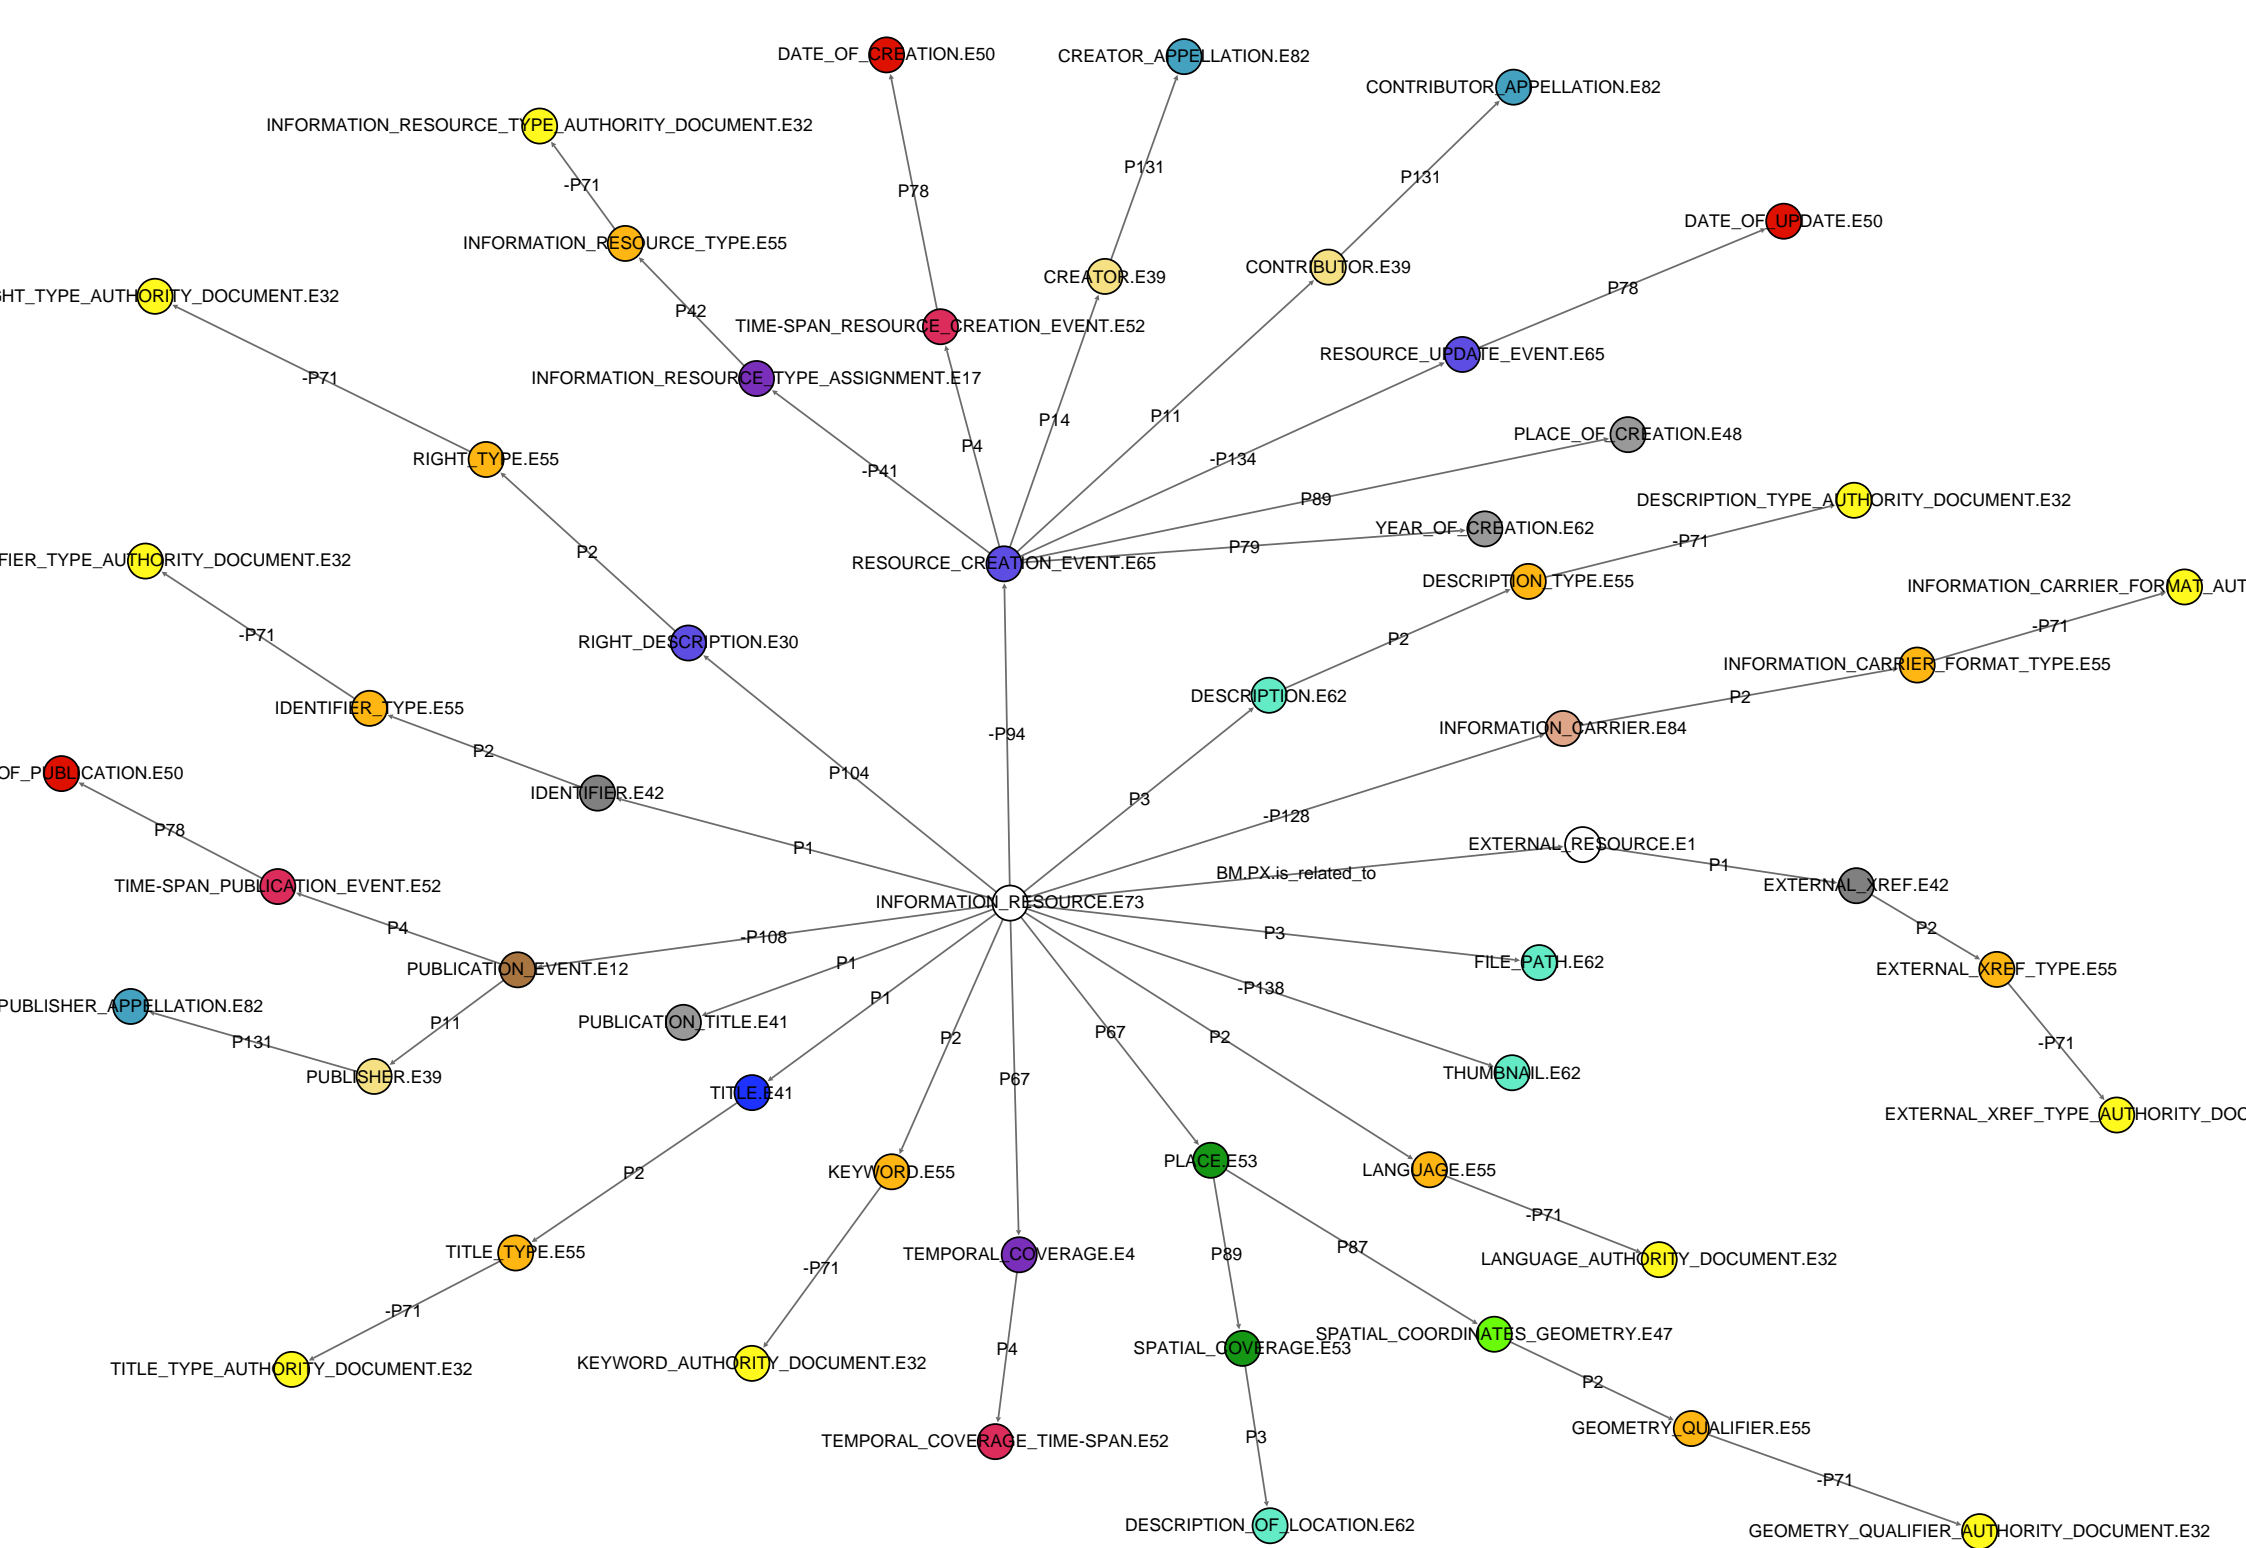 DATE_OF_CREATION.E50
CREATOR_APPELLATION.E82
CONTRIBUTOR_APPELLATION.E82
INFORMATION_RESOURCE_TYPE_AUTHORITY_DOCUMENT.E32
P131
P131
-P71
P78
DATE_OF_UPDATE.E50
INFORMATION_RESOURCE_TYPE.E55
CONTRIBUTOR.E39
CREATOR.E39
P78
GHT_TYPE_AUTHORITY_DOCUMENT.E32
P42
TIME-SPAN_RESOURCE_CREATION_EVENT.E52
RESOURCE_UPDATE_EVENT.E65
-P71
INFORMATION_RESOURCE_TYPE_ASSIGNMENT.E17
P11
P14
PLACE_OF_CREATION.E48
P4
RIGHT_TYPE.E55
-P134
-P41
P89
DESCRIPTION_TYPE_AUTHORITY_DOCUMENT.E32
YEAR_OF_CREATION.E62
-P71
P79
P2
FIER_TYPE_AUTHORITY_DOCUMENT.E32
RESOURCE_CREATION_EVENT.E65
DESCRIPTION_TYPE.E55
INFORMATION_CARRIER_FORMAT_AUT
-P71
-P71
P2
RIGHT_DESCRIPTION.E30
INFORMATION_CARRIER_FORMAT_TYPE.E55
DESCRIPTION.E62
P2
IDENTIFIER_TYPE.E55
INFORMATION_CARRIER.E84
-P94
P2
OF_PUBLICATION.E50
P104
IDENTIFIER.E42
P3
-P128
P78
P1
EXTERNAL_RESOURCE.E1
P1
BM.PX.is_related_to
TIME-SPAN_PUBLICATION_EVENT.E52
EXTERNAL_XREF.E42
INFORMATION_RESOURCE.E73
P4
P2
-P108
P3
P1
FILE_PATH.E62
PUBLICATION_EVENT.E12
EXTERNAL_XREF_TYPE.E55
-P138
P1
PUBLISHER_APPELLATION.E82
PUBLICATION_TITLE.E41
P11
P67
P2
P2
P131
-P71
THUMBNAIL.E62
PUBLISHER.E39
P67
TITLE.E41
EXTERNAL_XREF_TYPE_AUTHORITY_DOC
PLACE.E53
LANGUAGE.E55
P2
KEYWORD.E55
-P71
P87
TITLE_TYPE.E55
TEMPORAL_COVERAGE.E4
P89
LANGUAGE_AUTHORITY_DOCUMENT.E32
-P71
-P71
SPATIAL_COORDINATES_GEOMETRY.E47
P4
SPATIAL_COVERAGE.E53
TITLE_TYPE_AUTHORITY_DOCUMENT.E32
KEYWORD_AUTHORITY_DOCUMENT.E32
P2
GEOMETRY_QUALIFIER.E55
P3
TEMPORAL_COVERAGE_TIME-SPAN.E52
-P71
DESCRIPTION_OF_LOCATION.E62
GEOMETRY_QUALIFIER_AUTHORITY_DOCUMENT.E32